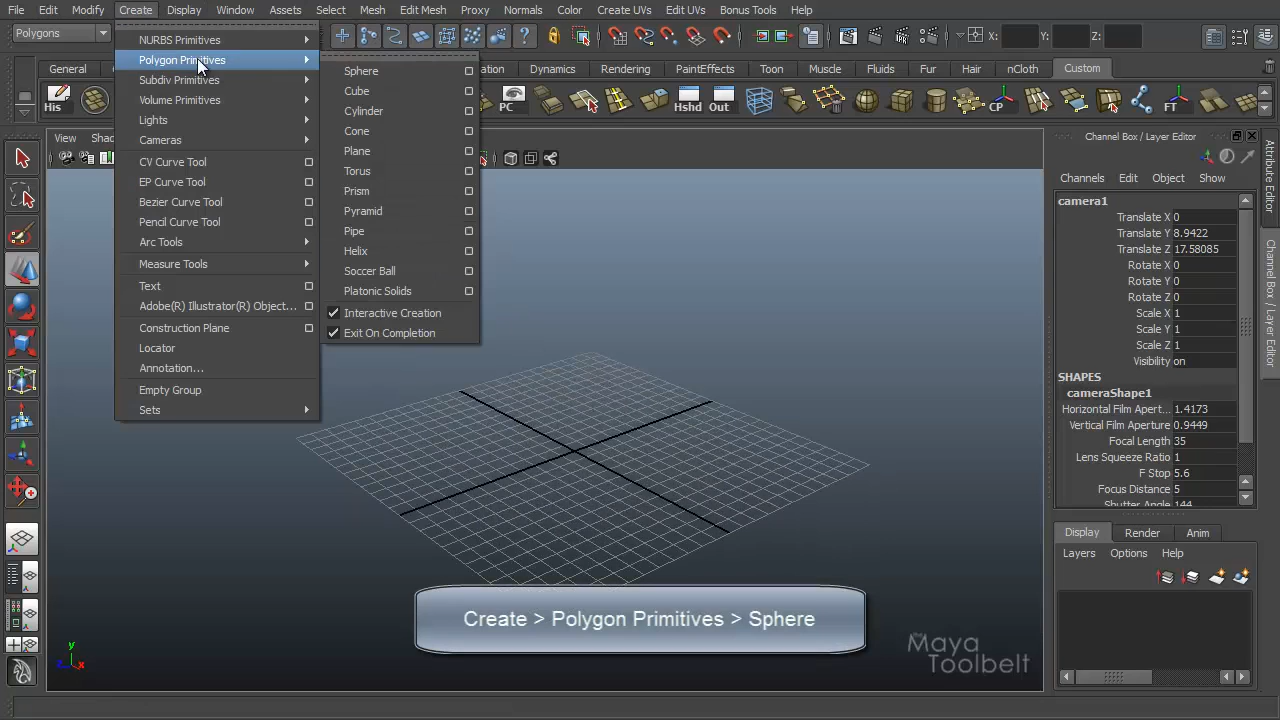 File Edit Modify Create Display Window Assets Select Mesh Edit Mesh Proxy Normals Color Create UVs Edit UVs Bonus Tools Help
Polygons X: Y: Z:
General Dynamics Rendering PaintEffects Toon Muscle Fluids Fur Hair nCloth Custom
His PC Hshd Out CP FT
View Sha
NURBS Primitives
Polygon Primitives
Subdiv Primitives
Volume Primitives
Lights
Cameras
CV Curve Tool
EP Curve Tool
Bezier Curve Tool
Pencil Curve Tool
Arc Tools
Measure Tools
Text
Adobe(R) Illustrator(R) Object...
Construction Plane
Locator
Annotation...
Empty Group
Sets
Sphere
Cube
Cylinder
Cone
Plane
Torus
Prism
Pyramid
Pipe
Helix
Soccer Ball
Platonic Solids
Interactive Creation
Exit On Completion
Channel Box / Layer Editor
Channels Edit Object Show
camera1
Translate X 0
Translate Y 8.9422
Translate Z 17.58085
Rotate X 0
Rotate Y 0
Rotate Z 0
Scale X 1
Scale Y 1
Scale Z 1
Visibility on
SHAPES
cameraShape1
Horizontal Film Apert... 1.4173
Vertical Film Aperture 0.9449
Focal Length 35
Lens Squeeze Ratio 1
F Stop 5.6
Focus Distance 5
Shutter Angle 144
Display Render Anim
Layers Options Help
Attribute Editor
Channel Box / Layer Editor
Create > Polygon Primitives > Sphere
the
Maya
Toolbelt
y
z x